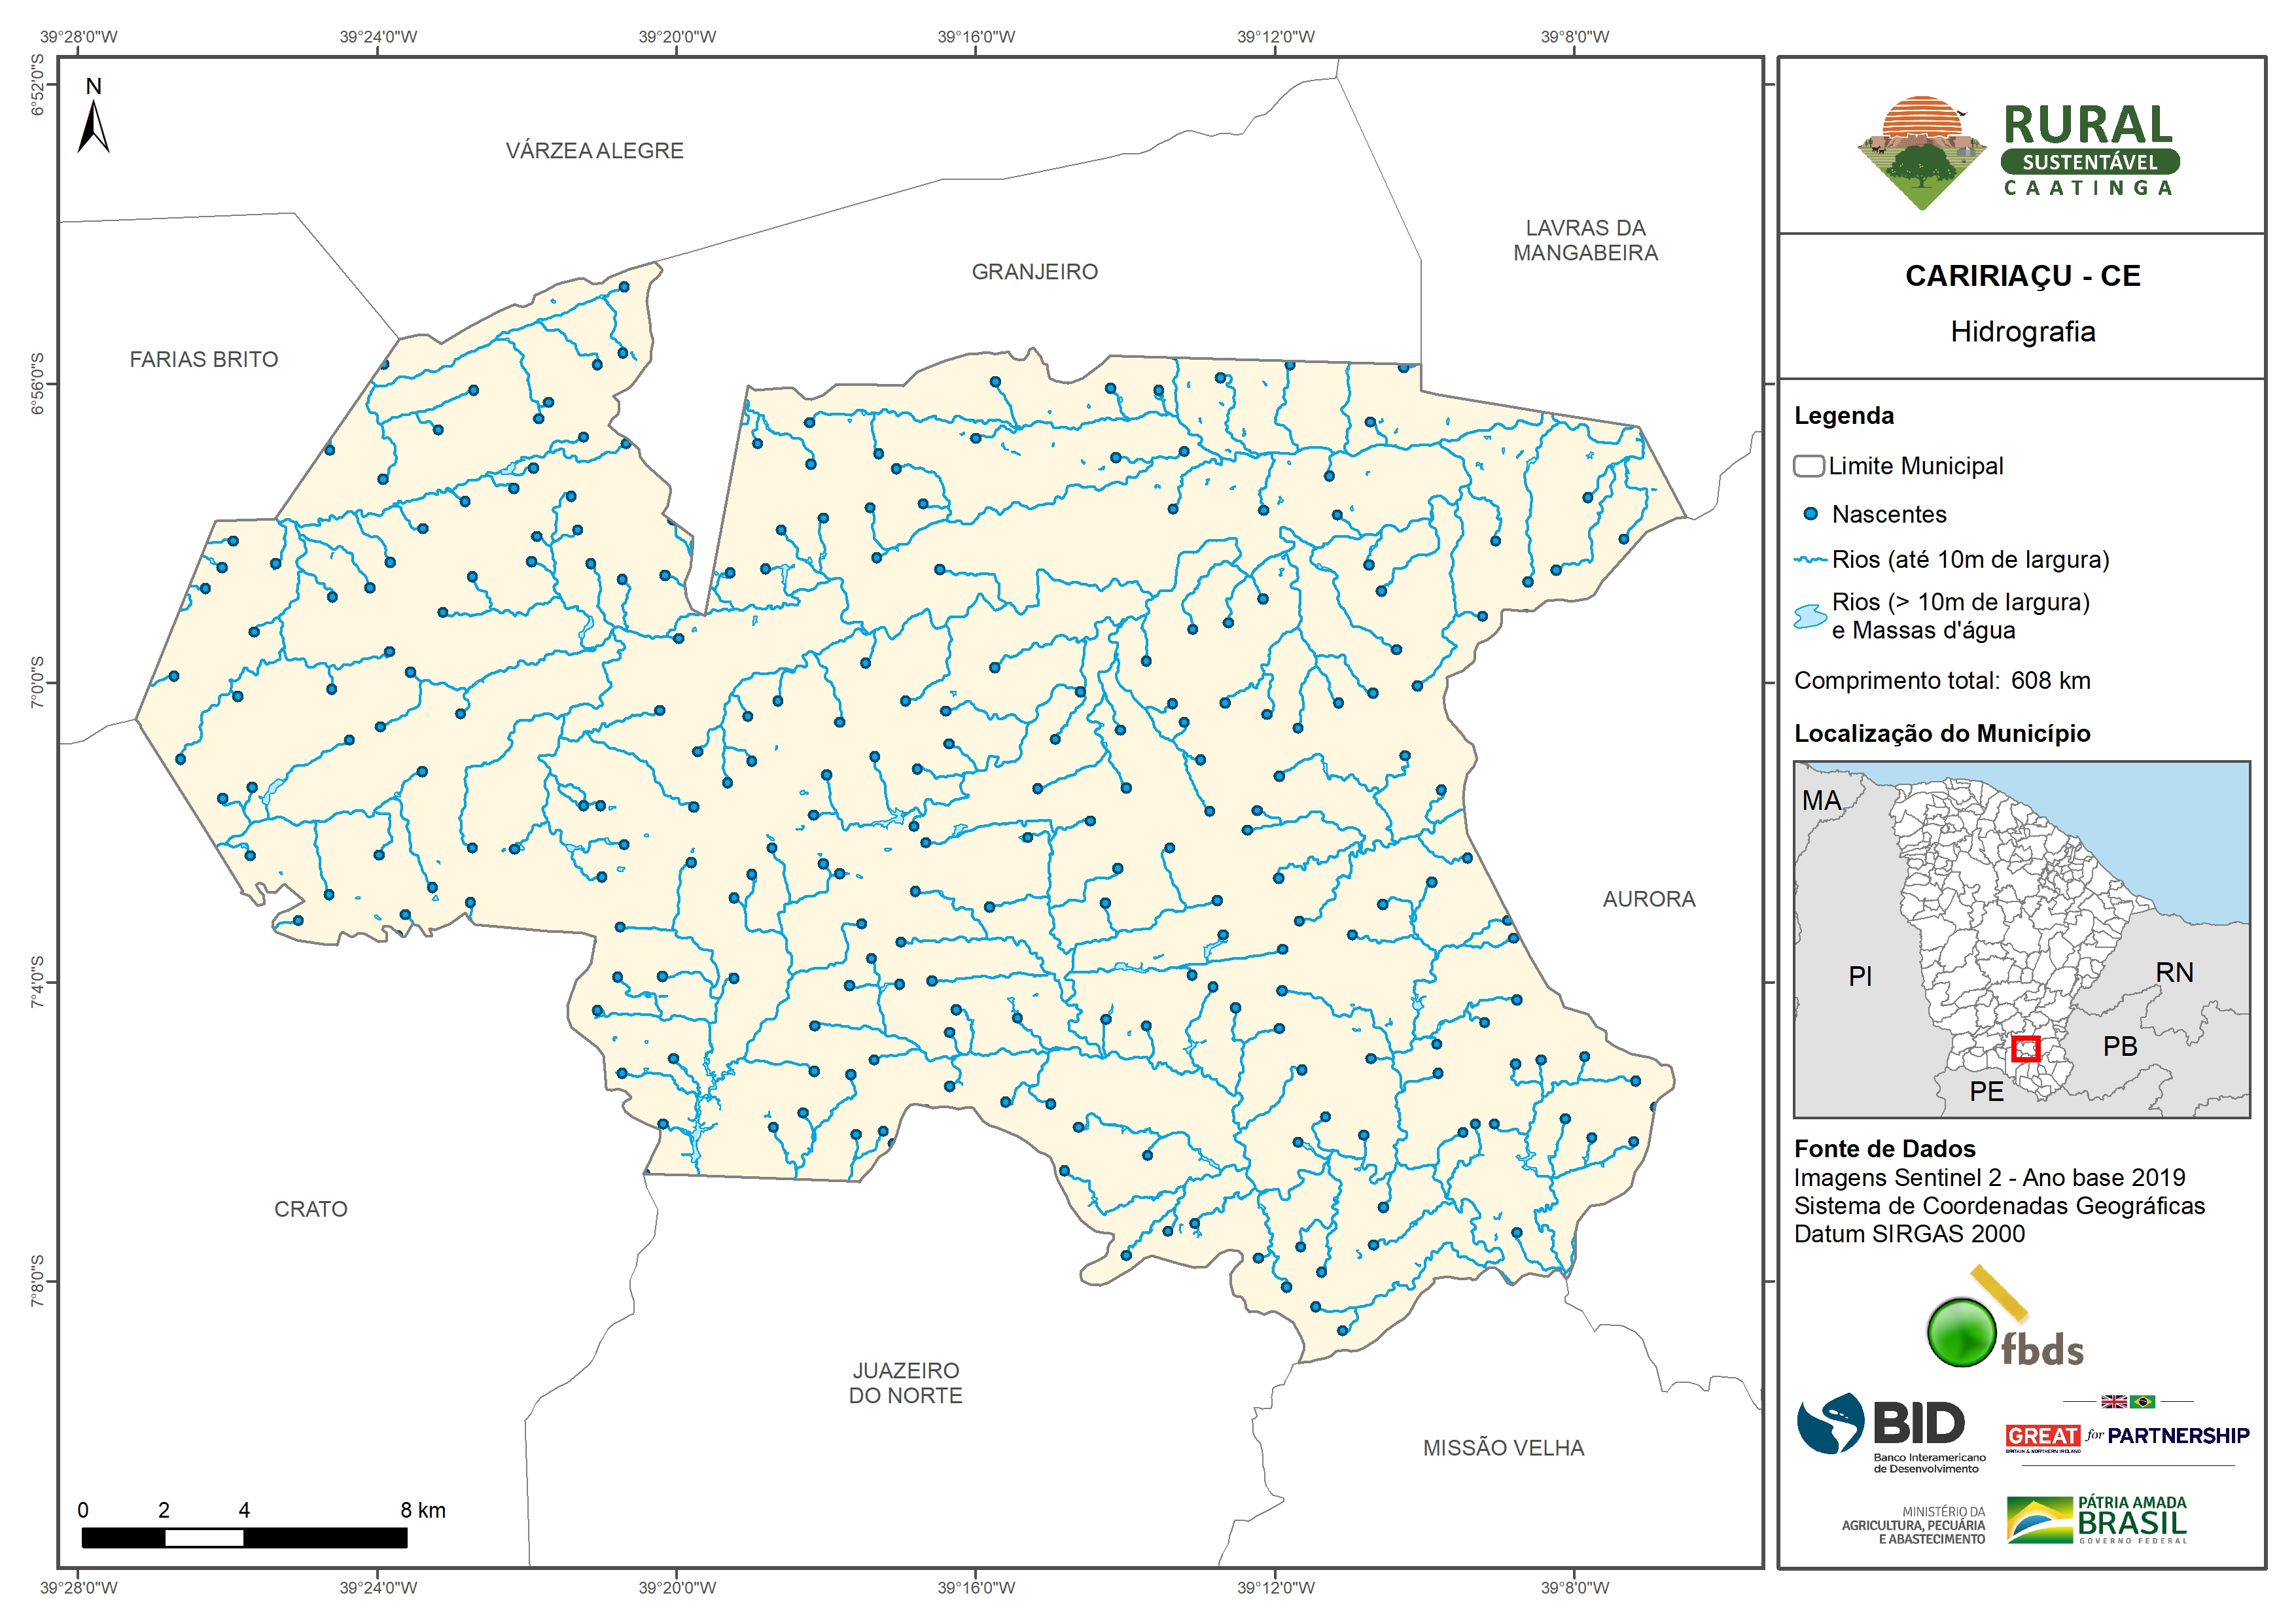 39°28'0"W
39°24'0"W
39°20'0"W
39°16'0"W
39°12'0"W
39°8'0"W
6°52'0"S
6°56'0"S
7°0'0"S
7°4'0"S
7°8'0"S
N
VÁRZEA ALEGRE
LAVRAS DA
MANGABEIRA
GRANJEIRO
FARIAS BRITO
AURORA
CRATO
JUAZEIRO
DO NORTE
MISSÃO VELHA
0 2 4 8 km
39°28'0"W
39°24'0"W
39°20'0"W
39°16'0"W
39°12'0"W
39°8'0"W
RURAL
SUSTENTÁVEL
CAATINGA
CARIRIAÇU - CE
Hidrografia
Legenda
Limite Municipal
Nascentes
Rios (até 10m de largura)
Rios (> 10m de largura)
e Massas d'água
Comprimento total: 608 km
Localização do Município
MA
PI
RN
PB
PE
Fonte de Dados
Imagens Sentinel 2 - Ano base 2019
Sistema de Coordenadas Geográficas
Datum SIRGAS 2000
fbds
BID
Banco Interamericano
de Desenvolvimento
GREAT for PARTNERSHIP
BRITAIN & NORTHERN IRELAND
MINISTÉRIO DA
AGRICULTURA, PECUÁRIA
E ABASTECIMENTO
PÁTRIA AMADA
BRASIL
GOVERNO FEDERAL